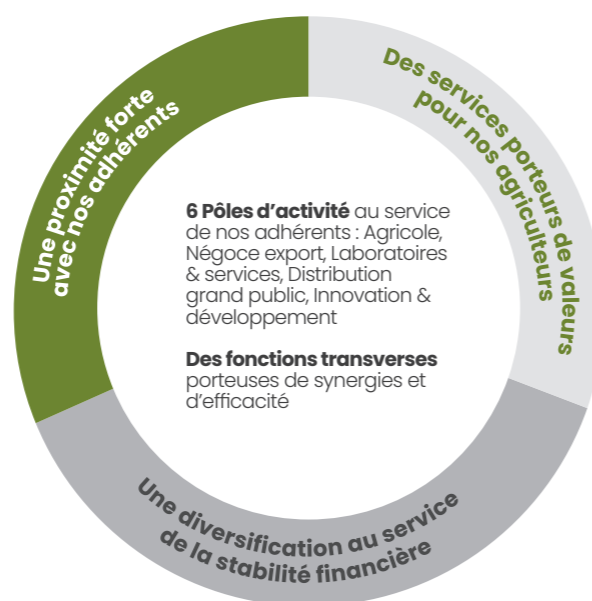 Une proximité forte
avec nos adhérents
Des services porteurs de valeurs
pour nos agriculteurs
6 Pôles d’activité au service
de nos adhérents : Agricole,
Négoce export, Laboratoires
& services, Distribution
grand public, Innovation &
développement
Des fonctions transverses
porteuses de synergies et
d’efficacité
Une diversification au service
de la stabilité financière